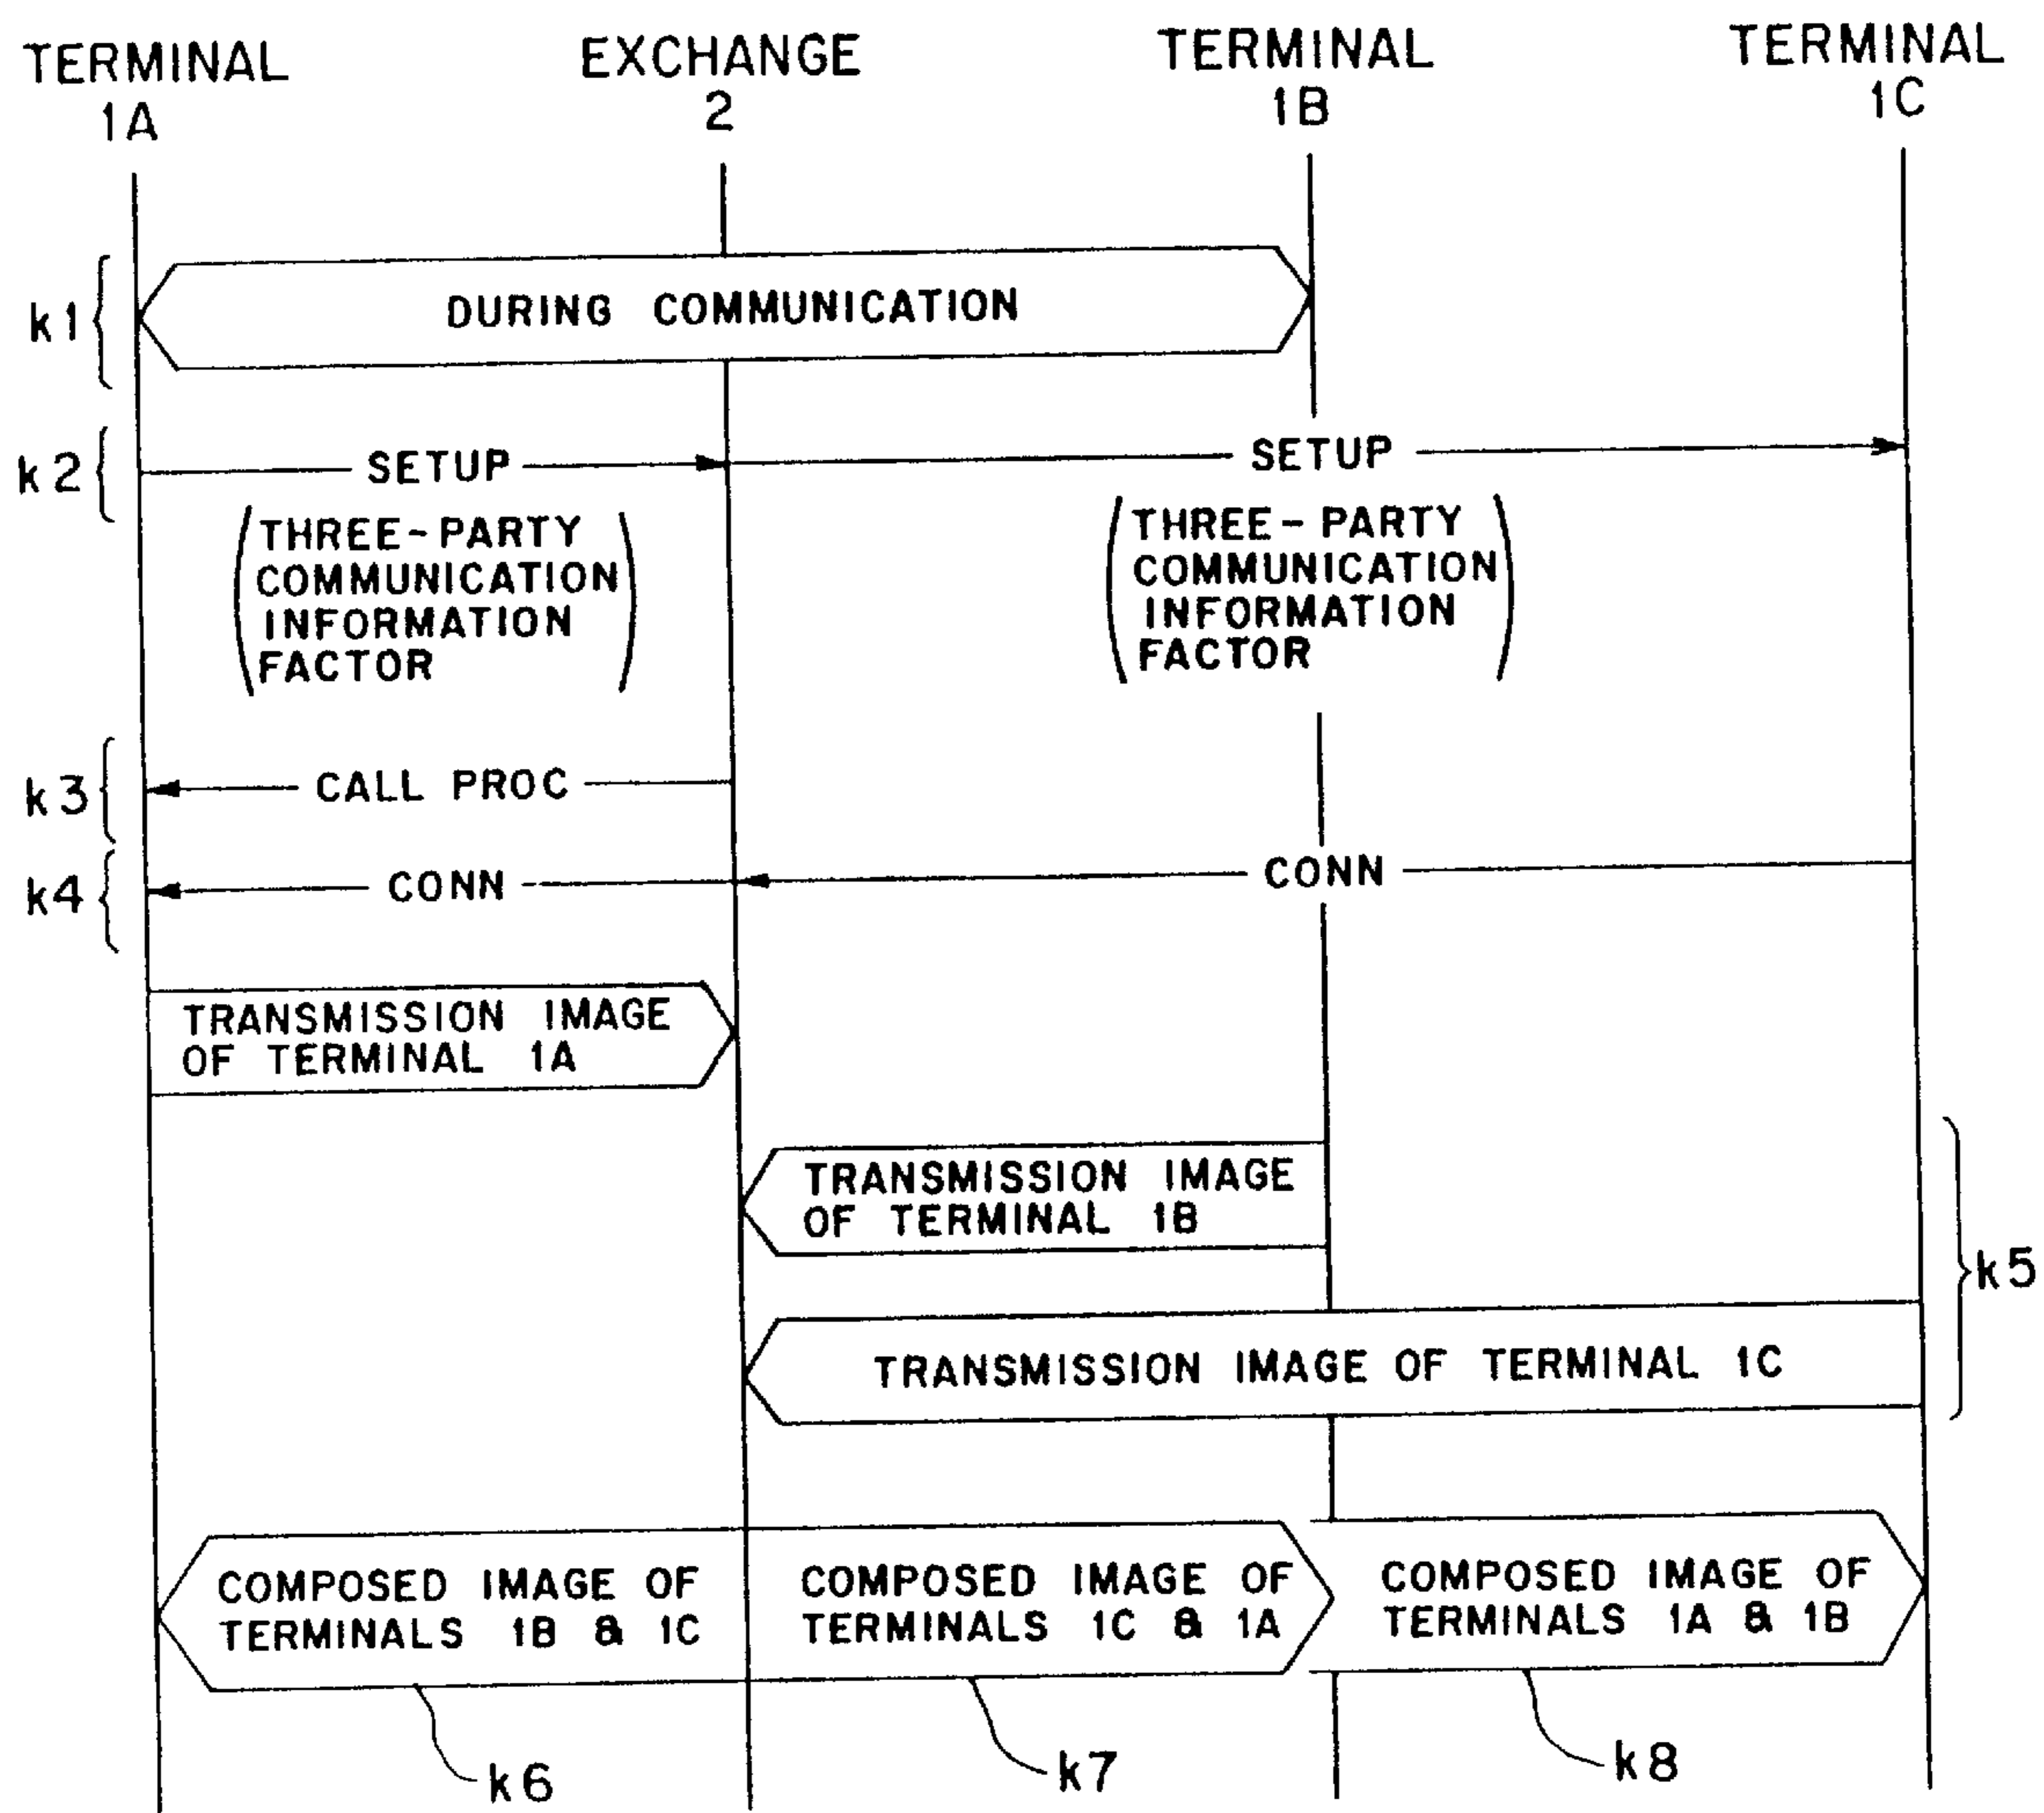 TERMINAL
1A
EXCHANGE
2
TERMINAL
1B
TERMINAL
1C
k1
DURING COMMUNICATION
k2
SETUP
SETUP
THREE-PARTY
COMMUNICATION
INFORMATION
FACTOR
THREE-PARTY
COMMUNICATION
INFORMATION
FACTOR
k3
CALL PROC
k4
CONN
CONN
TRANSMISSION IMAGE
OF TERMINAL 1A
TRANSMISSION IMAGE
OF TERMINAL 1B
k5
TRANSMISSION IMAGE OF TERMINAL 1C
COMPOSED IMAGE OF
TERMINALS 1B & 1C
COMPOSED IMAGE OF
TERMINALS 1C & 1A
COMPOSED IMAGE OF
TERMINALS 1A & 1B
k6
k7
k8